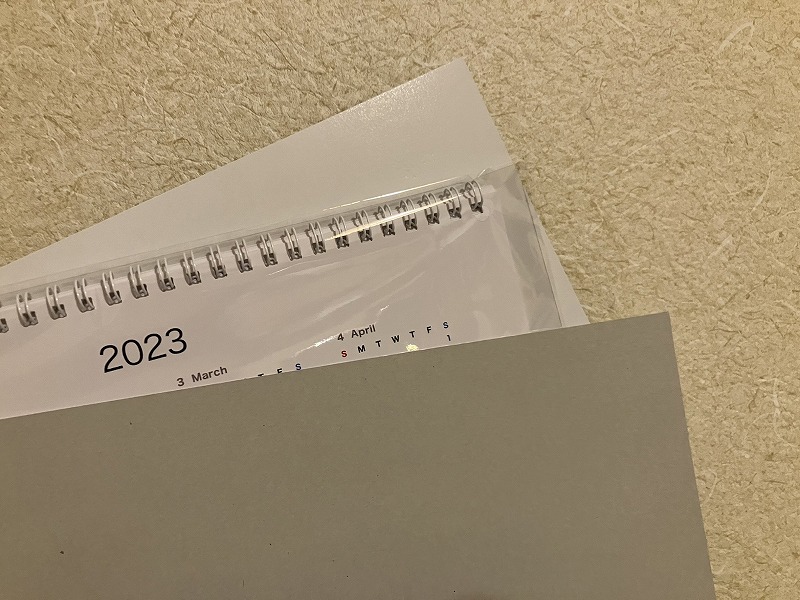 2023
4 April
S M T W T F S
1
3 March
T F S